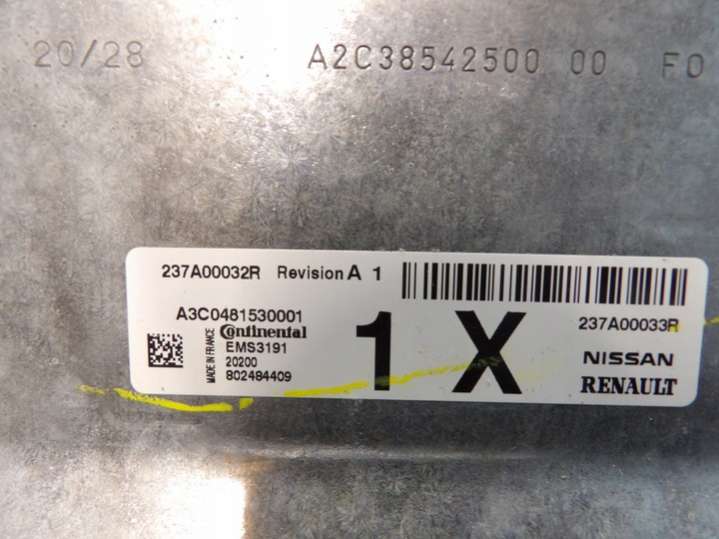 20/28 A2C38542500 00 F0
237A00032R Revision A 1
A3C0481530001
Continental
MADE IN FRANCE
EMS3191
20200
802484409
1 X
237A00033R
NISSAN
RENAULT